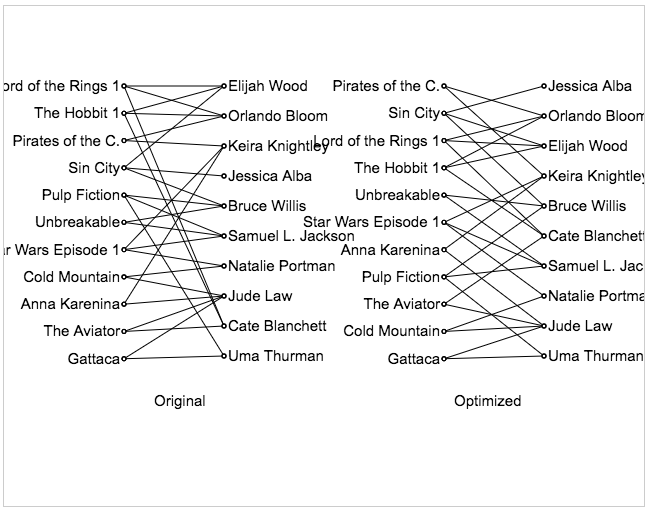 ord of the Rings 1
The Hobbit 1
Pirates of the C.
Sin City
Pulp Fiction
Unbreakable
ar Wars Episode 1
Cold Mountain
Anna Karenina
The Aviator
Gattaca
Elijah Wood
Orlando Bloom
Keira Knightley
Jessica Alba
Bruce Willis
Samuel L. Jackson
Natalie Portman
Jude Law
Cate Blanchett
Uma Thurman
Original
Pirates of the C.
Sin City
Lord of the Rings 1
The Hobbit 1
Unbreakable
Star Wars Episode 1
Anna Karenina
Pulp Fiction
The Aviator
Cold Mountain
Gattaca
Jessica Alba
Orlando Bloom
Elijah Wood
Keira Knightley
Bruce Willis
Cate Blanchett
Samuel L. Jac
Natalie Portma
Jude Law
Uma Thurman
Optimized